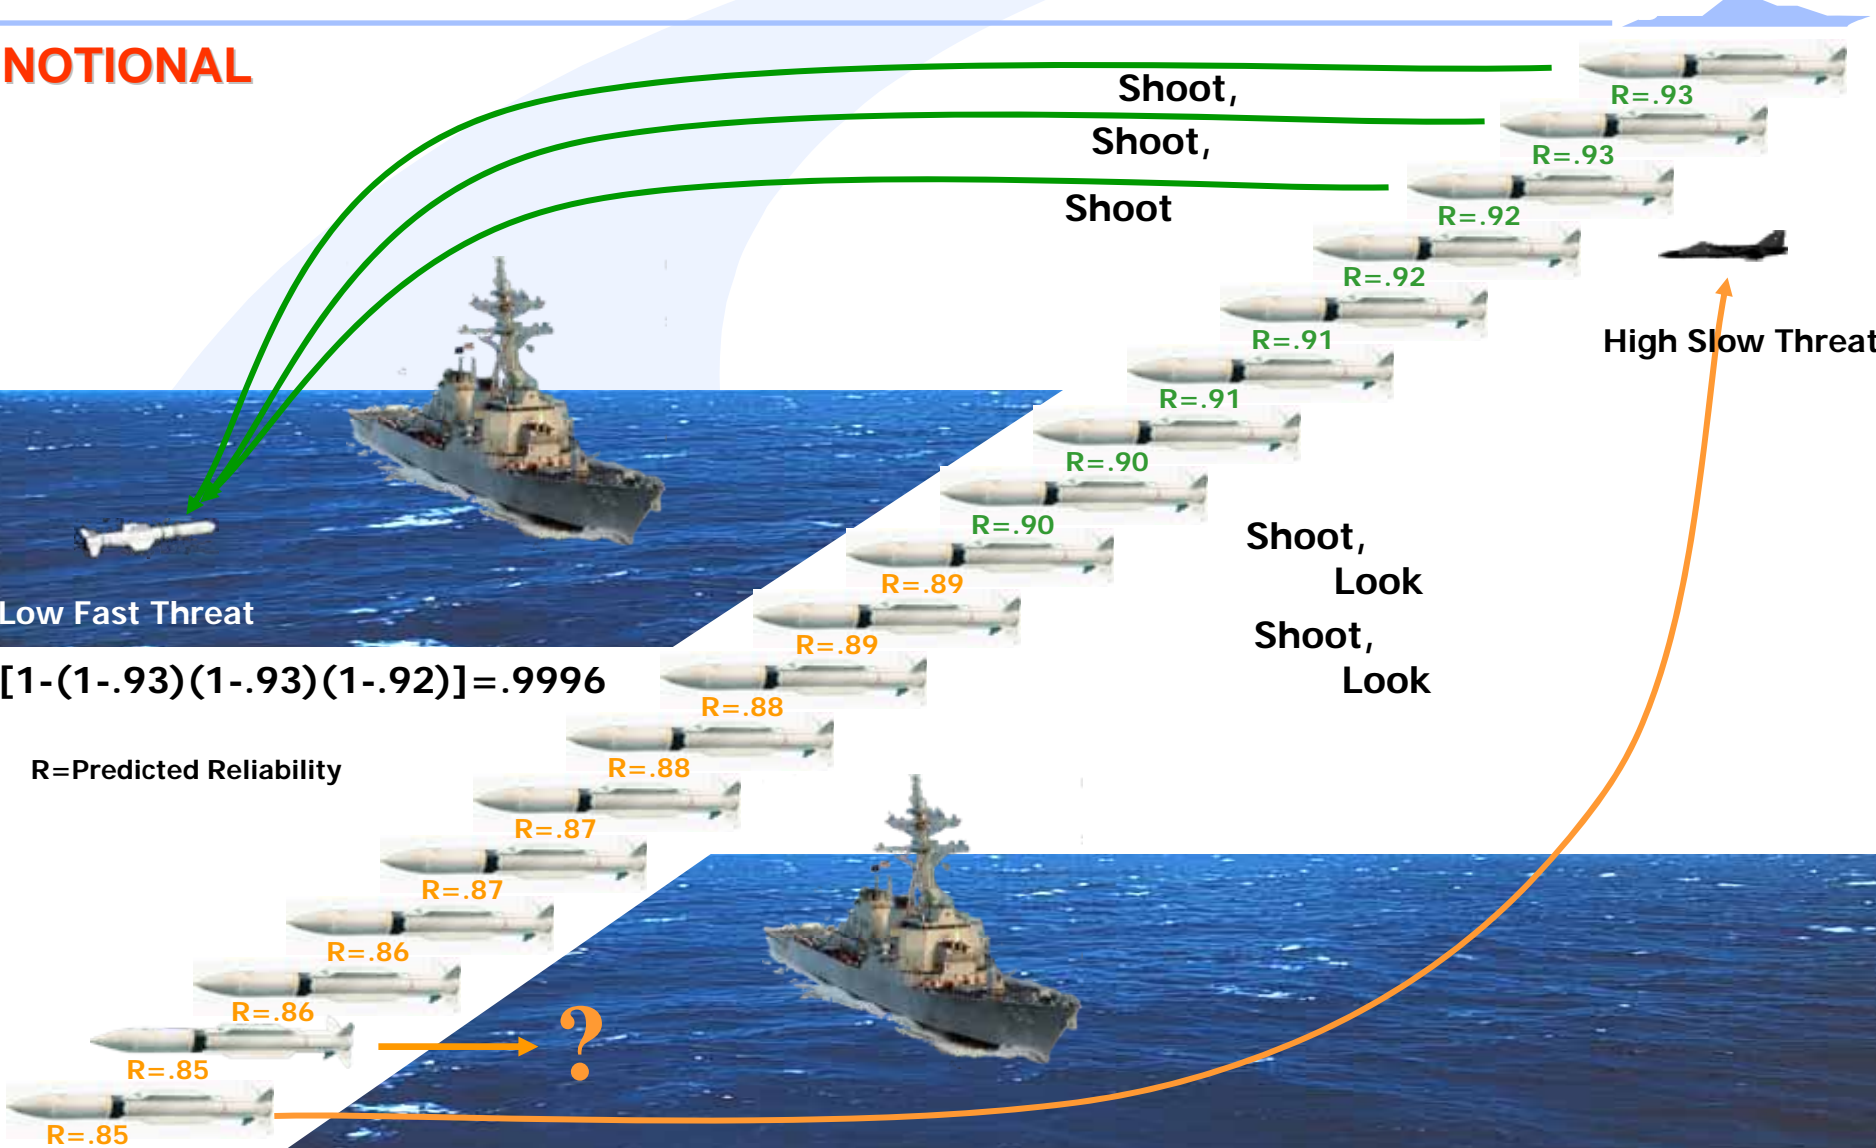 NOTIONAL
Shoot,
R=.93
Shoot,
R=.93
Shoot
R=.92
R=.92
R=.91
High Slow Threat
R=.91
R=.90
R=.90
Shoot,
Look
R=.89
Low Fast Threat
Shoot,
R=.89
[1-(1-.93)(1-.93)(1-.92)]=.9996
Look
R=.88
R=Predicted Reliability
R=.88
R=.87
R=.87
R=.86
R=.86
?
R=.85
R=.85